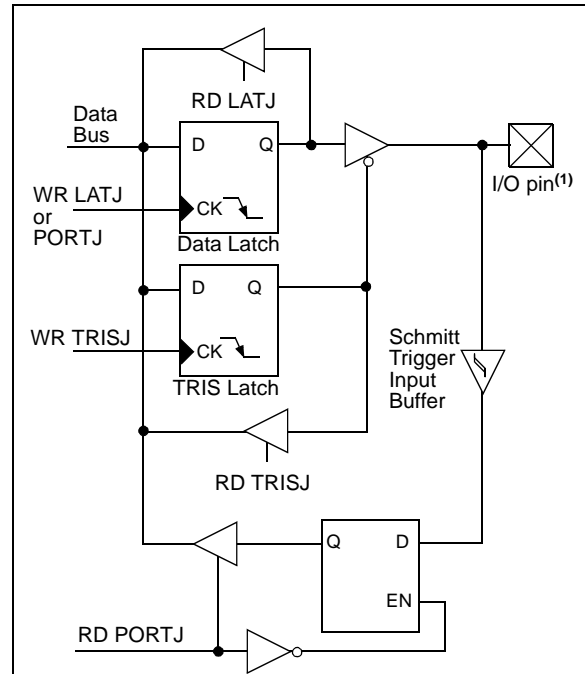 RD LATJ
Data
Bus
D Q
WR LATJ
or
PORTJ
CK
Data Latch
I/O pin(1)
D Q
WR TRISJ
CK
TRIS Latch
Schmitt
Trigger
Input
Buffer
RD TRISJ
Q D
EN
RD PORTJ